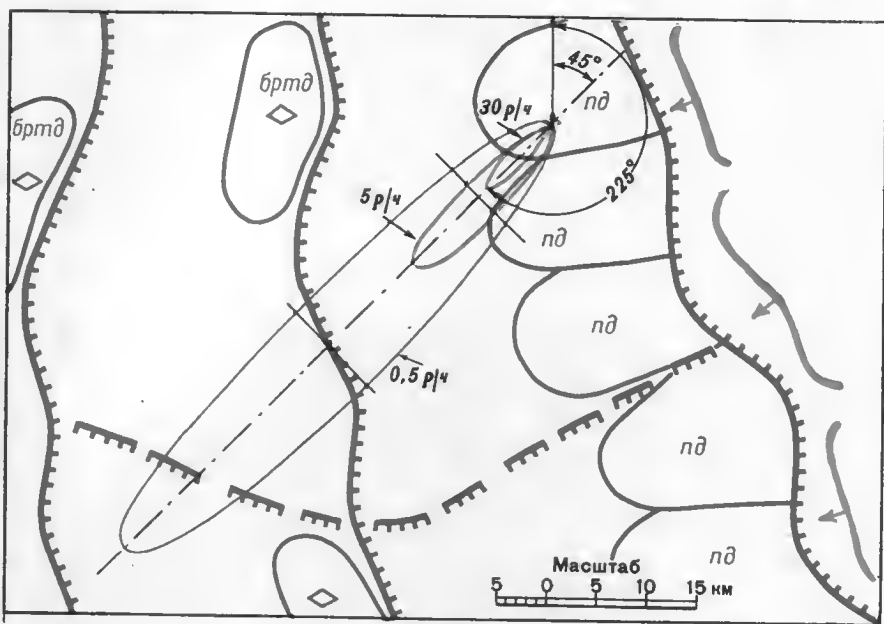 бртд
бртд
45°
30 р/ч
пд
5 р/ч
225°
пд
пд
0,5 р/ч
пд
пд
Масштаб
5 0 5 10 15 км